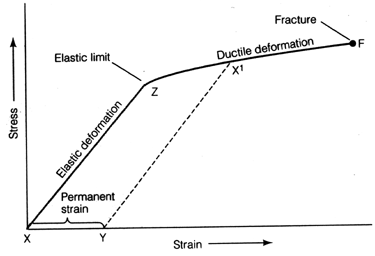 Fracture
F
Ductile deformation
Elastic limit
X¹
Z
Stress
Elastic deformation
Permanent
strain
X
Y
Strain